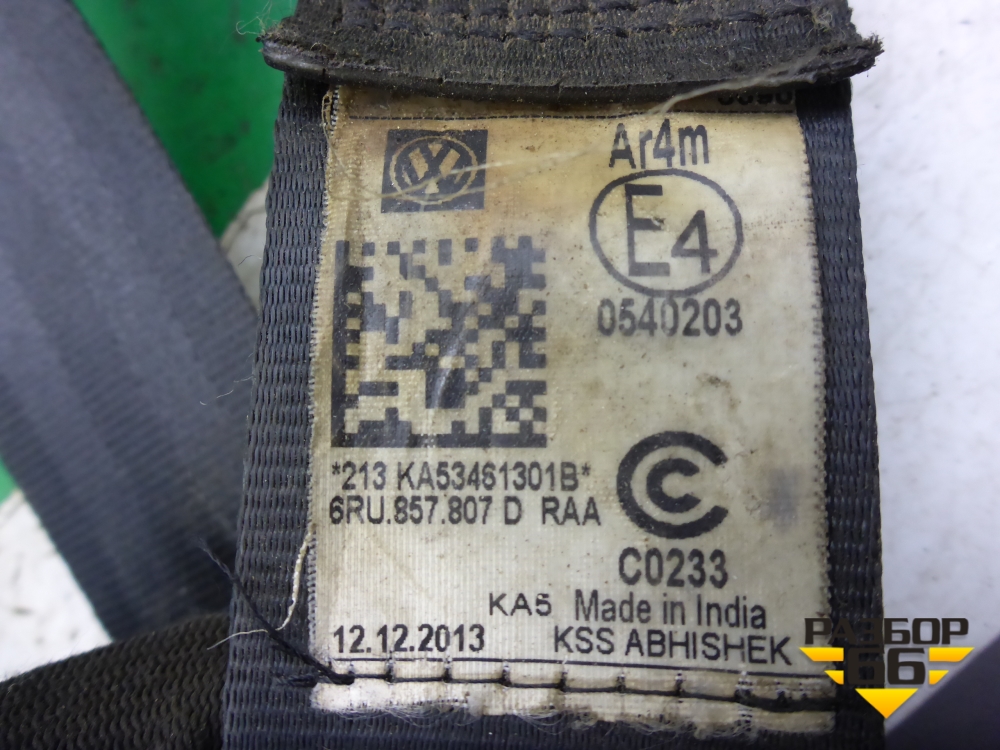 Ar4m
E4
0540203
*213 KA53461301B*
6RU.857.807 D RAA
C0233
KA5 Made in India
12.12.2013 KSS ABHISHEK
РАЗБОР
66